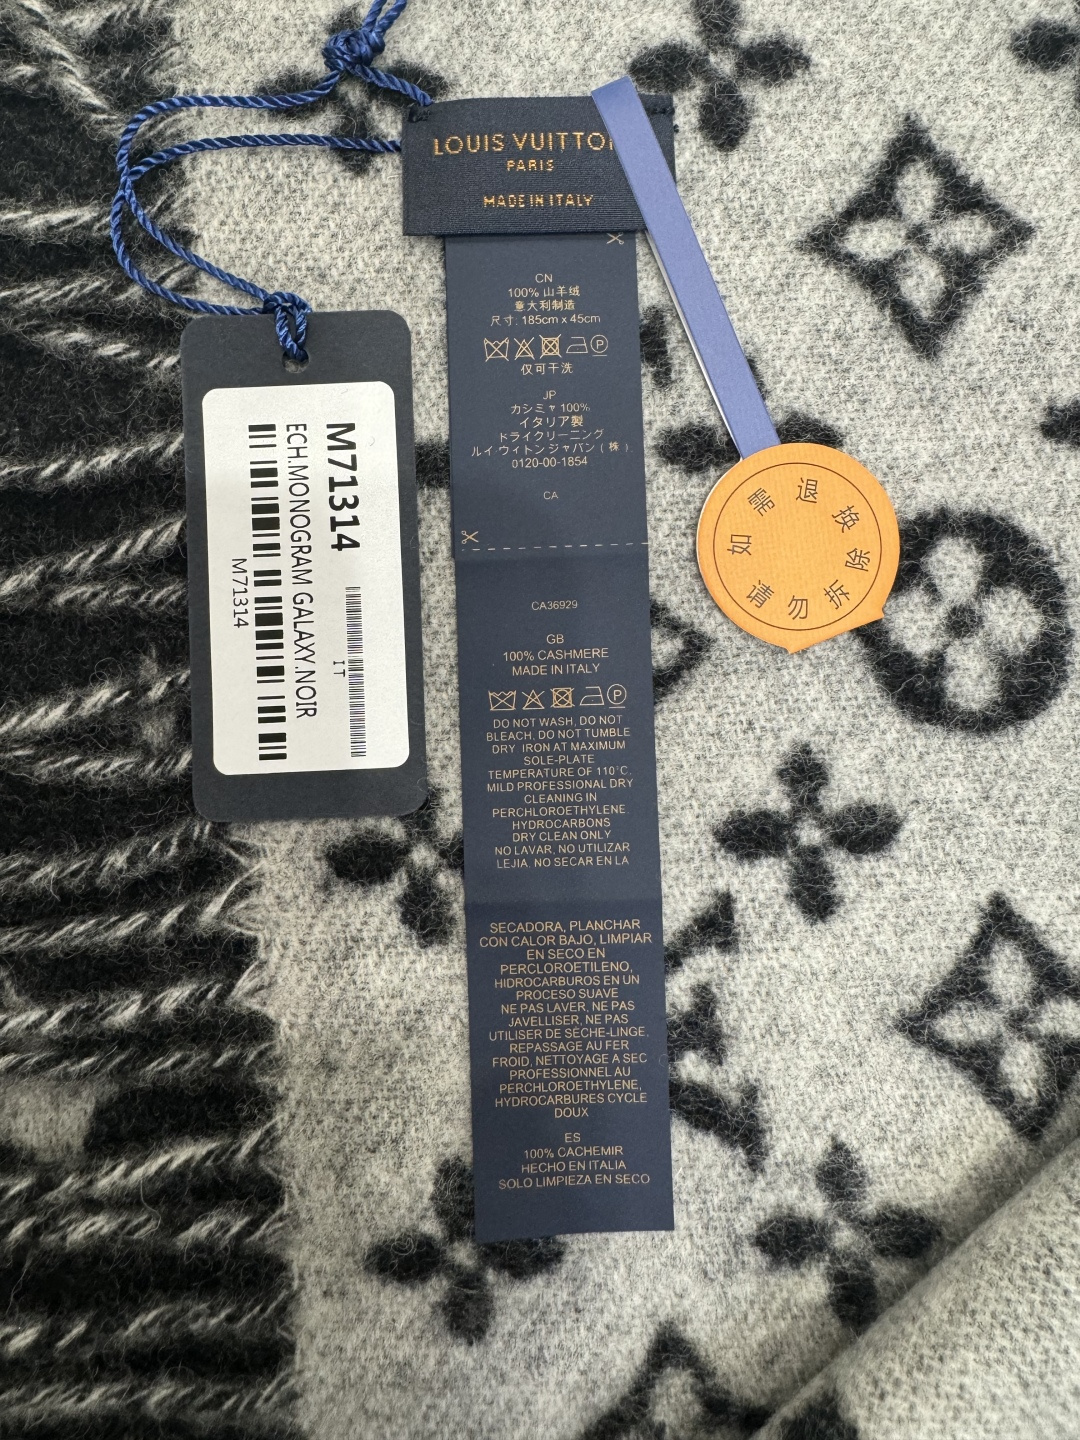 LOUIS VUITTO
PARIS
MADE IN ITALY
CN
100% 山羊绒
意大利制造
尺寸: 185cm x 45cm
仅可干洗
JP
カシミャ 100%
イタリア製
ドライクリーニング
ルイ ヴィトンジャパン ( 株 )
0120-00-1854
CA
CA36929
GB
100% CASHMERE
MADE IN ITALY
DO NOT WASH, DO NOT
BLEACH, DO NOT TUMBLE
DRY IRON AT MAXIMUM
SOLE-PLATE
TEMPERATURE OF 110°C,
MILD PROFESSIONAL DRY
CLEANING IN
PERCHLOROETHYLENE.
HYDROCARBONS
DRY CLEAN ONLY
NO LAVAR, NO UTILIZAR
LEJIA, NO SECAR EN LA
SECADORA, PLANCHAR
CON CALOR BAJO, LIMPIAR
EN SECO EN
PERCLOROETILENO,
HIDROCARBUROS EN UN
PROCESO SUAVE
NE PAS LAVER, NE PAS
JAVELLISER, NE PAS
UTILISER DE SÈCHE-LINGE,
REPASSAGE AU FER
FROID, NETTOYAGE A SEC
PROFESSIONNEL AU
PERCHLOROETHYLENE,
HYDROCARBURES CYCLE
DOUX
ES
100% CACHEMIR
HECHO EN ITALIA
SOLO LIMPIEZA EN SECO
M71314
IT
ECH.MONOGRAM GALAXY.NOIR
M71314
如需退换
请勿拆除